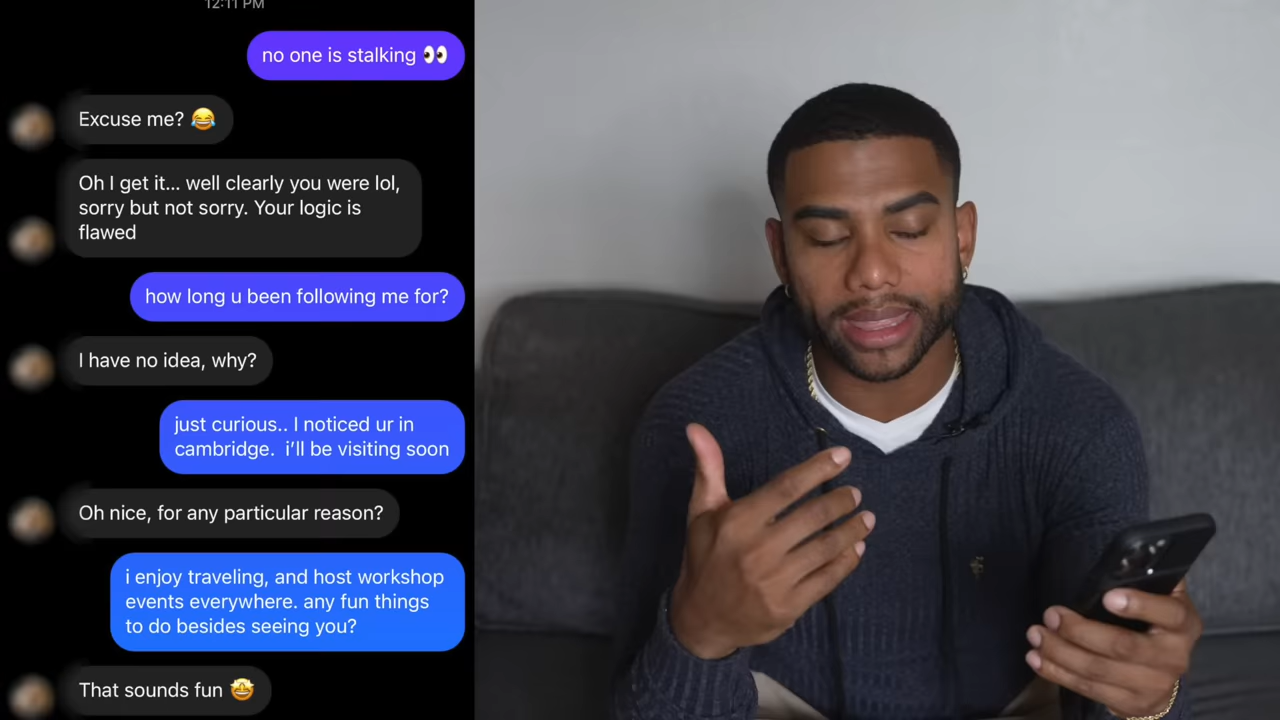 12:11 PM
no one is stalking 👀
Excuse me? 😂
Oh I get it... well clearly you were lol,
sorry but not sorry. Your logic is
flawed
how long u been following me for?
I have no idea, why?
just curious.. I noticed ur in
cambridge.  i'll be visiting soon
Oh nice, for any particular reason?
i enjoy traveling, and host workshop
events everywhere. any fun things
to do besides seeing you?
That sounds fun 🤩